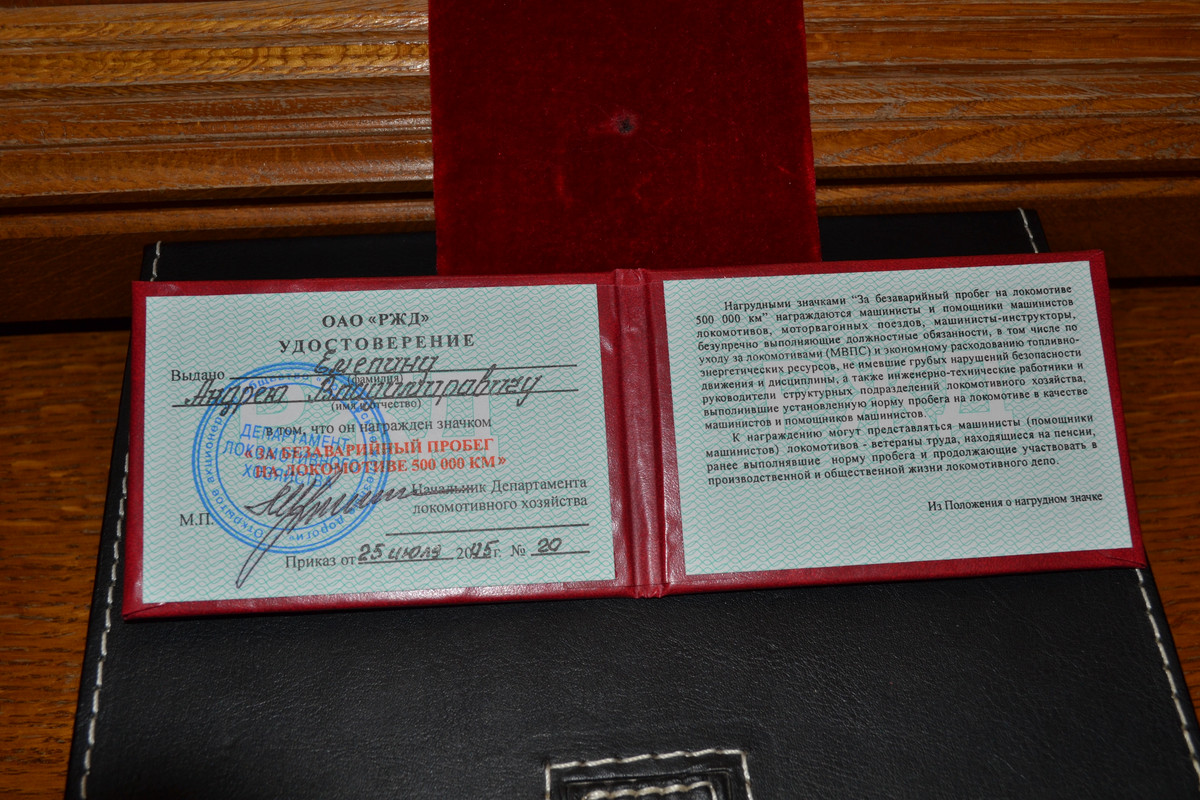 ОАО «РЖД»
УДОСТОВЕРЕНИЕ
Выдано Емепину
(фамилия)
Андрею Владимировичу
(имя, отчество)
в том, что он награжден значком
«ЗА БЕЗАВАРИЙНЫЙ ПРОБЕГ
НА ЛОКОМОТИВЕ 500 000 КМ»
Начальник Департамента
локомотивного хозяйства
М.П.
Приказ от 25 июля 2015 г. № 20
ДЕПАРТАМЕНТ
ЛОКОМОТИВНОГО
ХОЗЯЙСТВА
Нагрудными значками “За безаварийный пробег на локомотиве
500 000 км” награждаются машинисты и помощники машинистов
локомотивов, моторвагонных поездов, машинисты-инструкторы,
безупречно выполняющие должностные обязанности, в том числе по
уходу за локомотивами (МВПС) и экономному расходованию топливно-
энергетических ресурсов, не имевшие грубых нарушений безопасности
движения и дисциплины, а также инженерно-технические работники и
руководители структурных подразделений локомотивного хозяйства,
выполнившие установленную норму пробега на локомотиве в качестве
машинистов и помощников машинистов.
К награждению могут представляться машинисты (помощники
машинистов) локомотивов - ветераны труда, находящиеся на пенсии,
ранее выполнявшие норму пробега и продолжающие участвовать в
производственной и общественной жизни локомотивного депо.
Из Положения о нагрудном значке